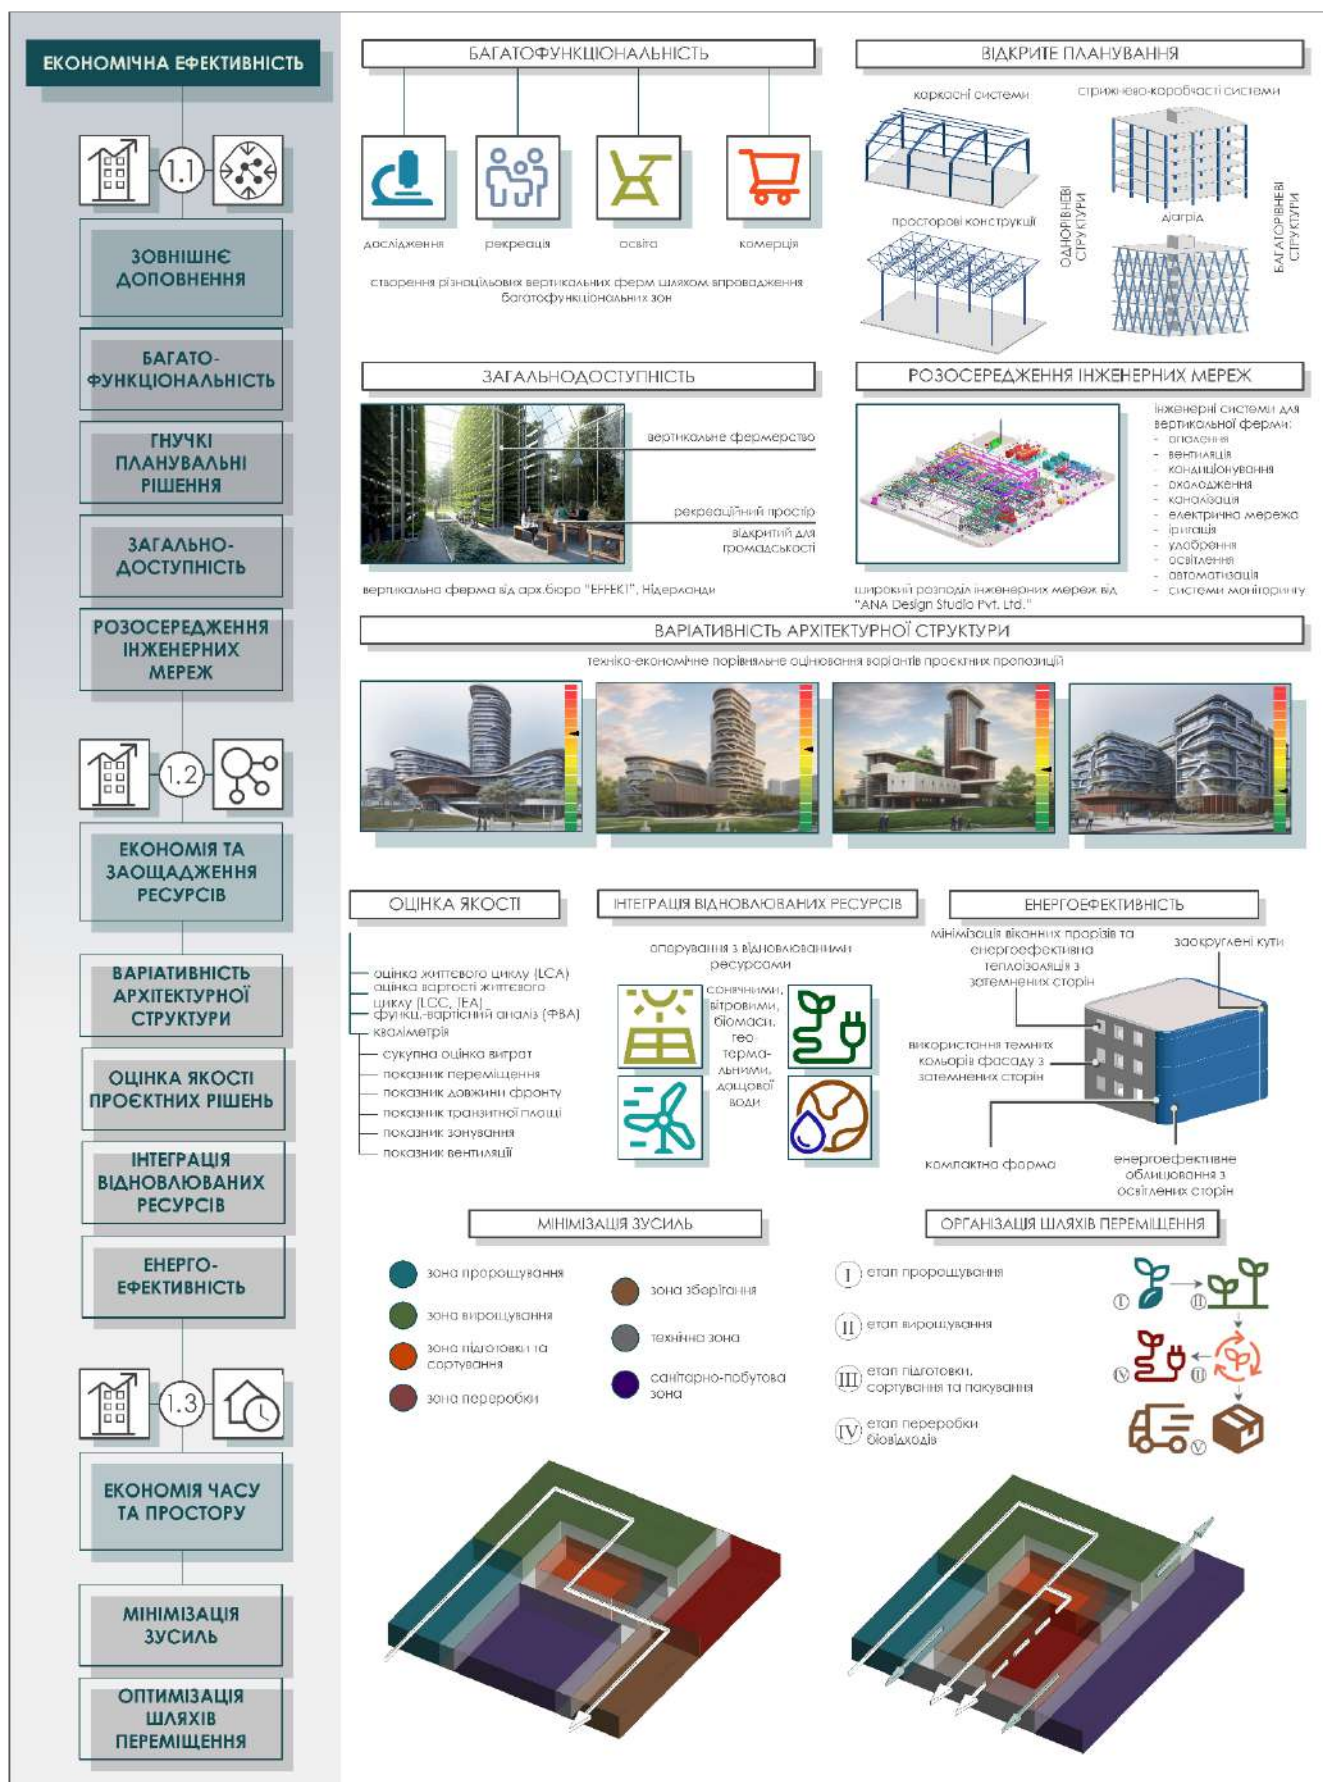 ЕКОНОМІЧНА ЕФЕКТИВНІСТЬ
1.1
ЗОВНІШНЄ
ДОПОВНЕННЯ
БАГАТО-
ФУНКЦІОНАЛЬНІСТЬ
ГНУЧКІ
ПЛАНУВАЛЬНІ
РІШЕННЯ
ЗАГАЛЬНО-
ДОСТУПНІСТЬ
РОЗОСЕРЕДЖЕННЯ
ІНЖЕНЕРНИХ
МЕРЕЖ
1.2
ЕКОНОМІЯ ТА
ЗАОЩАДЖЕННЯ
РЕСУРСІВ
ВАРІАТИВНІСТЬ
АРХІТЕКТУРНОЇ
СТРУКТУРИ
ОЦІНКА ЯКОСТІ
ПРОЄКТНИХ РІШЕНЬ
ІНТЕГРАЦІЯ
ВІДНОВЛЮВАНИХ
РЕСУРСІВ
ЕНЕРГО-
ЕФЕКТИВНІСТЬ
1.3
ЕКОНОМІЯ ЧАСУ
ТА ПРОСТОРУ
МІНІМІЗАЦІЯ
ЗУСИЛЬ
ОПТИМІЗАЦІЯ
ШЛЯХІВ
ПЕРЕМІЩЕННЯ
БАГАТОФУНКЦІОНАЛЬНІСТЬ
дослідження
рекреація
освіта
комерція
створення різноцільових вертикальних ферм шляхом впровадження
багатофункціональних зон
ВІДКРИТЕ ПЛАНУВАННЯ
каркасні системи
стрижнево-коробчасті системи
просторові конструкції
діагрід
ОДНОРІВНЕВІ
СТРУКТУРИ
БАГАТОРІВНЕВІ
СТРУКТУРИ
ЗАГАЛЬНОДОСТУПНІСТЬ
вертикальне фермерство
рекреаційний простір
відкритий для
громадськості
вертикальна ферма від арх.бюро "EFFEKT", Нідерланди
РОЗОСЕРЕДЖЕННЯ ІНЖЕНЕРНИХ МЕРЕЖ
інженерні системи для
вертикальної ферми:
- опалення
- вентиляція
- кондиціонування
- охолодження
- каналізація
- електрична мережа
- іригація
- удобрення
- освітлення
- автоматизація
- системи моніторингу
широкий розподіл інженерних мереж від
"ANA Design Studio Pvt. Ltd."
ВАРІАТИВНІСТЬ АРХІТЕКТУРНОЇ СТРУКТУРИ
техніко-економічне порівняльне оцінювання варіантів проєктних пропозицій
ОЦІНКА ЯКОСТІ
оцінка життєвого циклу (LCA)
оцінка вартості життєвого
циклу (LCC, TEA)
функц.-вартісний аналіз (ФВА)
кваліметрія
сукупна оцінка витрат
показник переміщення
показник довжини фронту
показник транзитної площі
показник зонування
показник вентиляції
ІНТЕГРАЦІЯ ВІДНОВЛЮВАНИХ РЕСУРСІВ
оперування з відновлюваними
ресурсами
сонячними,
вітровими,
біомаси,
гео
терма-
льними,
дощової
води
ЕНЕРГОЕФЕКТИВНІСТЬ
мінімізація віконних прорізів та
енергоефективна
теплоізоляція з
затемнених сторін
заокруглені кути
використання темних
кольорів фасаду з
затемнених сторін
компактна форма
енергоефективне
облицювання з
освітлених сторін
МІНІМІЗАЦІЯ ЗУСИЛЬ
зона пророщування
зона вирощування
зона підготовки та
сортування
зона переробки
зона зберігання
технічна зона
санітарно-побутова
зона
ОРГАНІЗАЦІЯ ШЛЯХІВ ПЕРЕМІЩЕННЯ
I етап пророщування
II етап вирощування
III етап підготовки,
сортування та пакування
IV етап переробки
біовідходів
I
II
IV
III
V